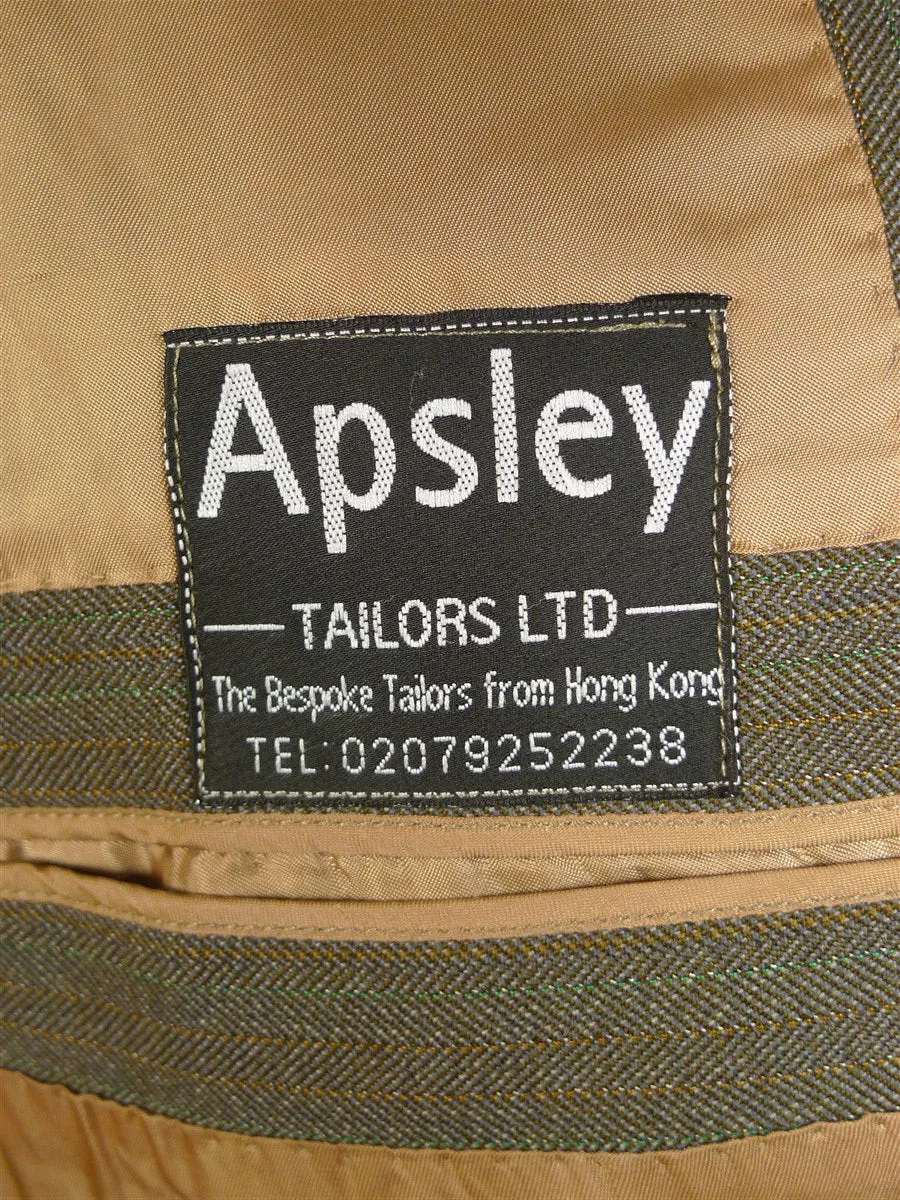 Apsley
TAILORS LTD
The Bespoke Tailors from Hong Kong
TEL:02079252238